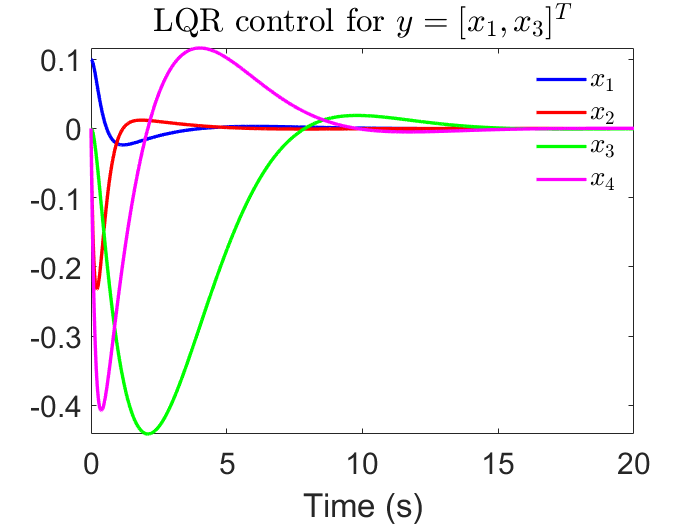 LQR control for y = [x₁, x₃]ᵀ
0.1
0
-0.1
-0.2
-0.3
-0.4
x₁
x₂
x₃
x₄
0 5 10 15 20
Time (s)